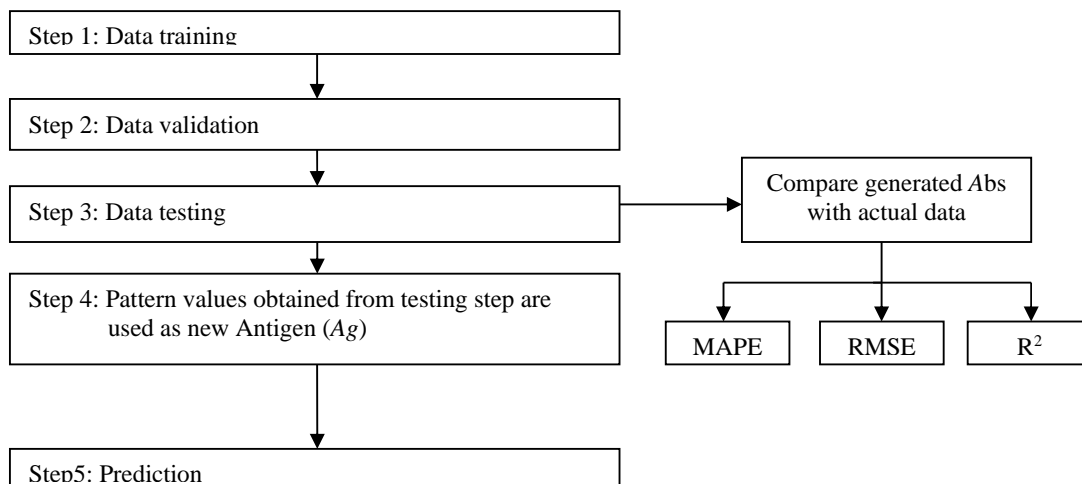 Step 1: Data training
Step 2: Data validation
Step 3: Data testing
Compare generated Abs
with actual data
Step 4: Pattern values obtained from testing step are
used as new Antigen (Ag)
MAPE
RMSE
R²
Step5: Prediction